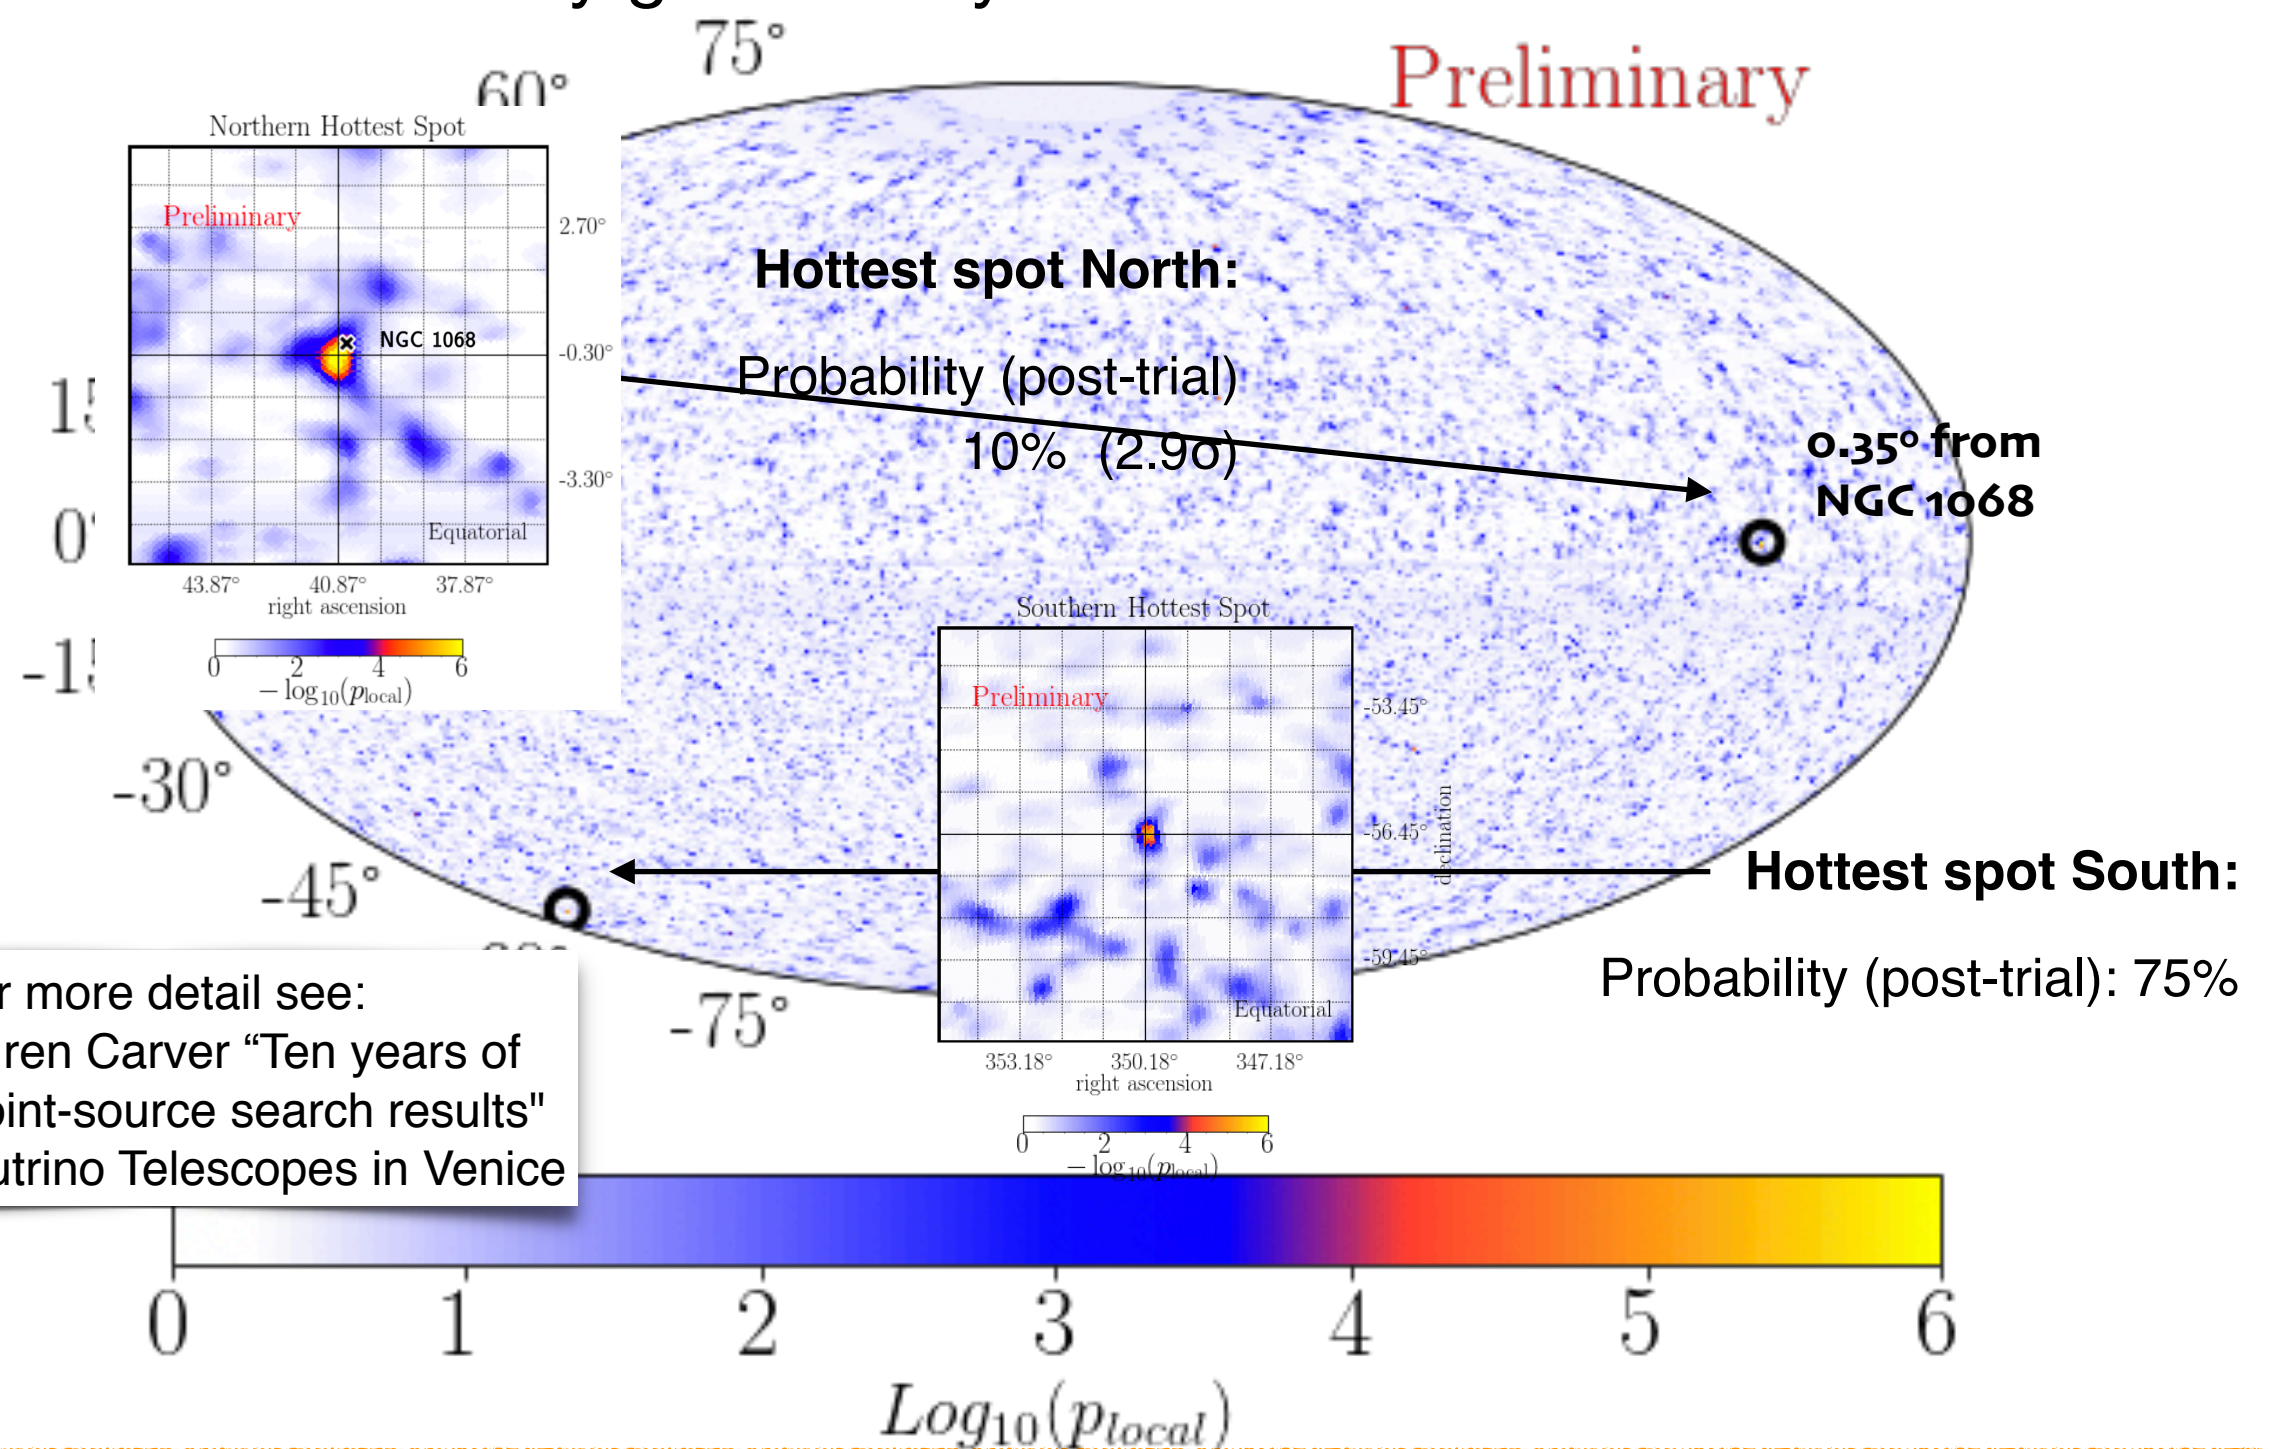 75°
Preliminary
60°
Northern Hottest Spot
Preliminary
2.70°
NGC 1068
-0.30°
-3.30°
Equatorial
43.87° 40.87° 37.87°
right ascension
0 2 4 6
− log10(plocal)
Hottest spot North:
Probability (post-trial)
10% (2.9σ)
0.35° from
NGC 1068
0°
-30°
-45°
-75°
Southern Hottest Spot
Preliminary
-53.45°
-56.45°
-59.45°
declination
Equatorial
353.18° 350.18° 347.18°
right ascension
0 2 4 6
− log10(plocal)
Hottest spot South:
Probability (post-trial): 75%
r more detail see:
ren Carver “Ten years of
oint-source search results"
utrino Telescopes in Venice
0 1 2 3 4 5 6
Log10(plocal)